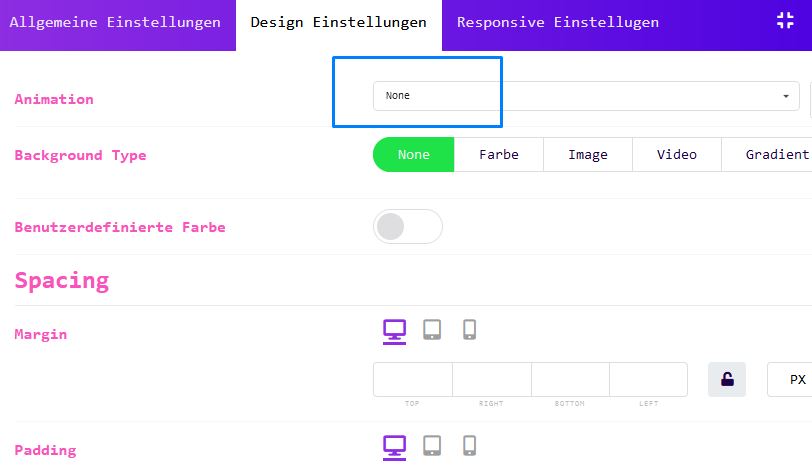 Allgemeine Einstellungen Design Einstellungen Responsive Einstellugen
Animation None
Background Type None Farbe Image Video Gradient
Benutzerdefinierte Farbe
Spacing
Margin
PX
TOP RIGHT BOTTOM LEFT
Padding